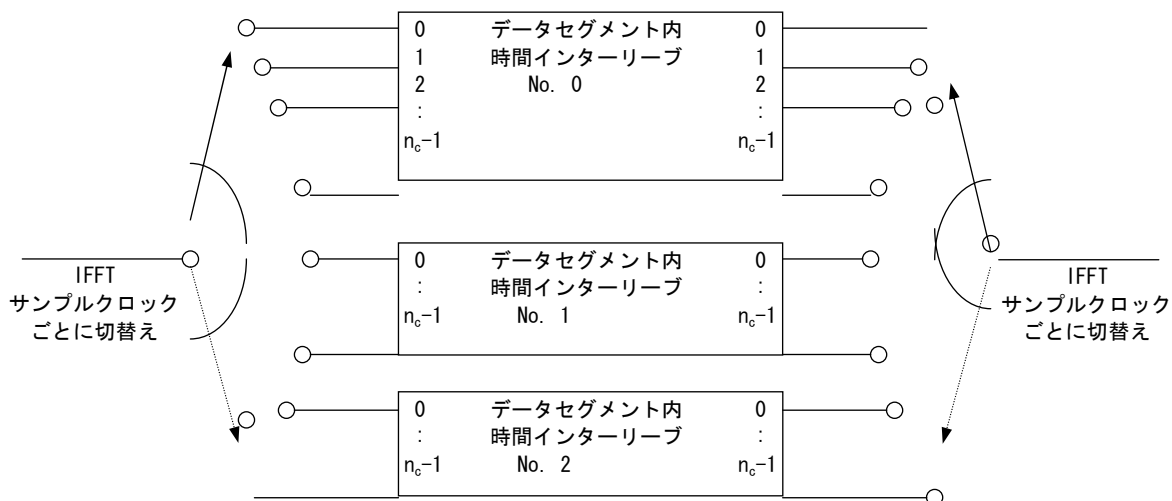 0 データセグメント内 0
1 時間インターリーブ 1
2 No. 0 2
: :
nc-1 nc-1
IFFT
サンプルクロック
ごとに切替え
0 データセグメント内 0
: 時間インターリーブ :
nc-1 No. 1 nc-1
IFFT
サンプルクロック
ごとに切替え
0 データセグメント内 0
: 時間インターリーブ :
nc-1 No. 2 nc-1